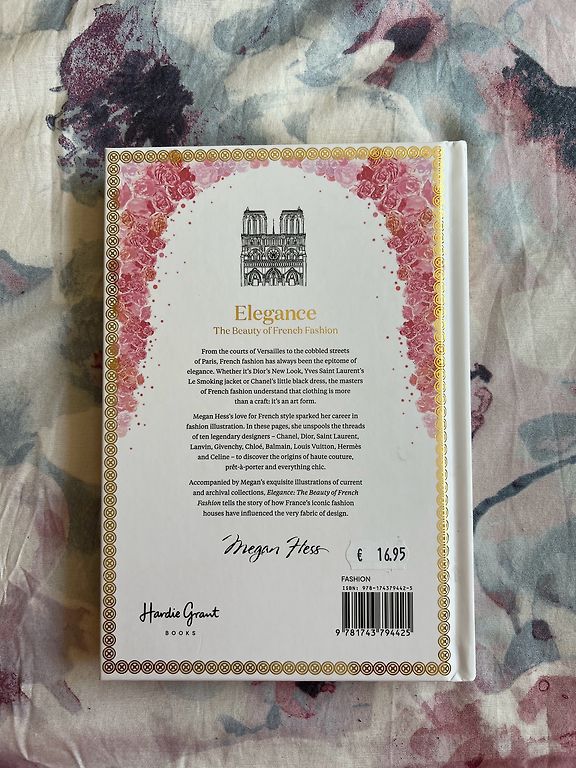 Elegance
The Beauty of French Fashion
From the courts of Versailles to the cobbled streets
of Paris, French fashion has always been the epitome of
elegance. Whether it's Dior's New Look, Yves Saint Laurent's
Le Smoking jacket or Chanel's little black dress, the masters
of French fashion understand that clothing is more
than a craft: it's an art form.
Megan Hess's love for French style sparked her career in
fashion illustration. In these pages, she unspools the threads
of ten legendary designers – Chanel, Dior, Saint Laurent,
Lanvin, Givenchy, Chloé, Balmain, Louis Vuitton, Hermès
and Celine – to discover the origins of haute couture,
prêt-à-porter and everything chic.
Accompanied by Megan's exquisite illustrations of current
and archival collections, Elegance: The Beauty of French
Fashion tells the story of how France's iconic fashion
houses have influenced the very fabric of design.
Megan Hess
€ 16.95
FASHION
ISBN: 978-174379442-5
9 781743 794425
Hardie Grant
BOOKS